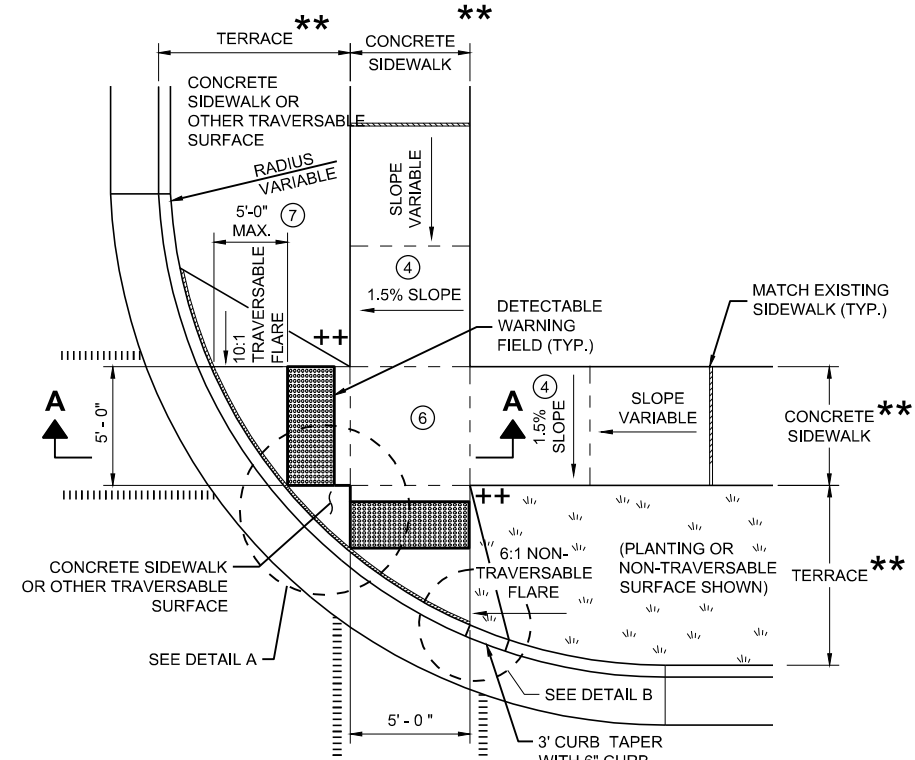 **
TERRACE **
CONCRETE
SIDEWALK
CONCRETE
SIDEWALK OR
OTHER TRAVERSABLE
SURFACE
RADIUS
VARIABLE
5'-0"
MAX.
7
SLOPE
VARIABLE
4
1.5% SLOPE
10:1
TRAVERSABLE
FLARE
++
DETECTABLE
WARNING
FIELD (TYP.)
MATCH EXISTING
SIDEWALK (TYP.)
A
5'- 0"
6
A
4
1.5%
SLOPE
SLOPE
VARIABLE
CONCRETE **
SIDEWALK
++
CONCRETE SIDEWALK
OR OTHER TRAVERSABLE
SURFACE
6:1 NON-
TRAVERSABLE
FLARE
(PLANTING OR
NON-TRAVERSABLE
SURFACE SHOWN)
TERRACE **
SEE DETAIL A
SEE DETAIL B
5' - 0 "
3' CURB TAPER
WITH 6" CURB